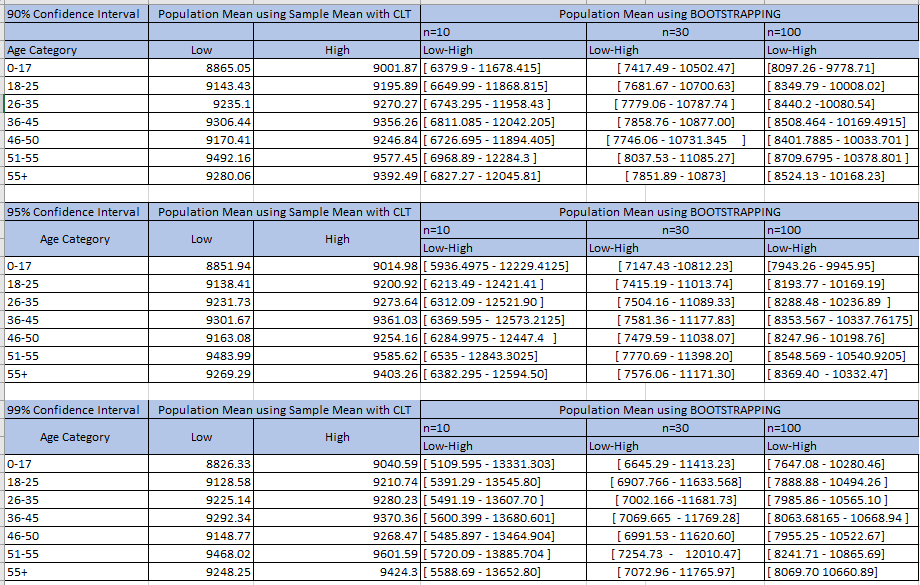 90% Confidence Interval Population Mean using Sample Mean with CLT Population Mean using BOOTSTRAPPING
n=10 n=30 n=100
Age Category Low High Low-High Low-High Low-High
0-17 8865.05 9001.87 [ 6379.9 - 11678.415] [ 7417.49 - 10502.47] [8097.26 - 9778.71]
18-25 9143.43 9195.89 [ 6649.99 - 11868.815] [ 7681.67 - 10700.63] [ 8349.79 - 10008.02]
26-35 9235.1 9270.27 [ 6743.295 - 11958.43 ] [ 7779.06 - 10787.74 ] [ 8440.2 -10080.54]
36-45 9306.44 9356.26 [ 6811.085 - 12042.205] [ 7858.76 - 10877.00] [ 8508.464 - 10169.4915]
46-50 9170.41 9246.84 [ 6726.695 - 11894.405] [ 7746.06 - 10731.345 ] [ 8401.7885 - 10033.701 ]
51-55 9492.16 9577.45 [ 6968.89 - 12284.3 ] [ 8037.53 - 11085.27] [ 8709.6795 - 10378.801 ]
55+ 9280.06 9392.49 [ 6827.27 - 12045.81] [ 7851.89 - 10873] [ 8524.13 - 10168.23]
95% Confidence Interval Population Mean using Sample Mean with CLT Population Mean using BOOTSTRAPPING
Age Category Low High n=10 n=30 n=100
Low-High Low-High Low-High
0-17 8851.94 9014.98 [ 5936.4975 - 12229.4125] [ 7147.43 -10812.23] [7943.26 - 9945.95]
18-25 9138.41 9200.92 [ 6213.49 - 12421.41 ] [ 7415.19 - 11013.74] [ 8193.77 - 10169.19]
26-35 9231.73 9273.64 [ 6312.09 - 12521.90 ] [ 7504.16 - 11089.33] [ 8288.48 - 10236.89 ]
36-45 9301.67 9361.03 [ 6369.595 - 12573.2125] [ 7581.36 - 11177.83] [ 8353.567 - 10337.76175]
46-50 9163.08 9254.16 [ 6284.9975 - 12447.4 ] [ 7479.59 - 11038.07] [ 8247.96 - 10198.76]
51-55 9483.99 9585.62 [ 6535 - 12843.3025] [ 7770.69 - 11398.20] [ 8548.569 - 10540.9205]
55+ 9269.29 9403.26 [ 6382.295 - 12594.50] [ 7576.06 - 11171.30] [ 8369.40 - 10332.47]
99% Confidence Interval Population Mean using Sample Mean with CLT Population Mean using BOOTSTRAPPING
Age Category Low High n=10 n=30 n=100
Low-High Low-High Low-High
0-17 8826.33 9040.59 [ 5109.595 - 13331.303] [ 6645.29 - 11413.23] [ 7647.08 - 10280.46]
18-25 9128.58 9210.74 [ 5391.29 - 13545.80] [ 6907.766 - 11633.568] [ 7888.88 - 10494.26 ]
26-35 9225.14 9280.23 [ 5491.19 - 13607.70 ] [ 7002.166 -11681.73] [ 7985.86 - 10565.10 ]
36-45 9292.34 9370.36 [ 5600.399 - 13680.601] [ 7069.665 - 11769.28] [ 8063.68165 - 10668.94 ]
46-50 9148.77 9268.47 [ 5485.897 - 13464.904] [ 6991.53 - 11620.60] [ 7955.25 - 10522.67]
51-55 9468.02 9601.59 [ 5720.09 - 13885.704 ] [ 7254.73 - 12010.47] [ 8241.71 - 10865.69]
55+ 9248.25 9424.3 [ 5588.69 - 13652.80] [ 7072.96 - 11765.97] [ 8069.70 10660.89]